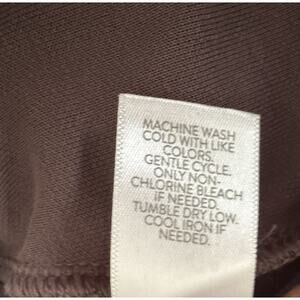 MACHINE WASH
COLD WITH LIKE
COLORS.
GENTLE CYCLE.
ONLY NON-
CHLORINE BLEACH
IF NEEDED.
TUMBLE DRY LOW.
COOL IRON IF
NEEDED.